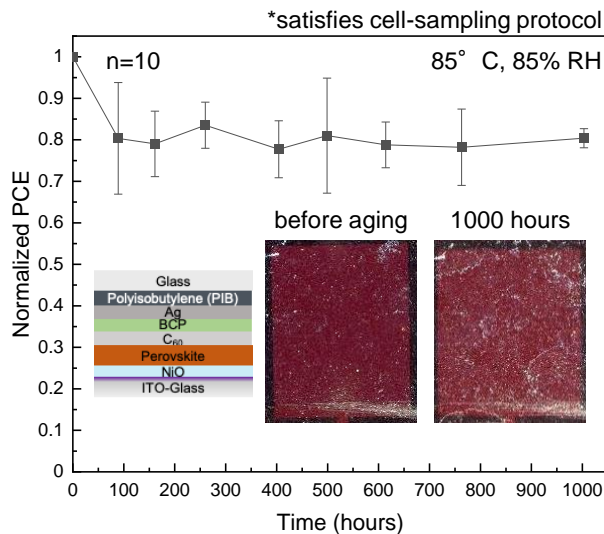 *satisfies cell-sampling protocol
n=10
85° C, 85% RH
Normalized PCE
1
0.9
0.8
0.7
0.6
0.5
0.4
0.3
0.2
0.1
0
before aging
1000 hours
Glass
Polyisobutylene (PIB)
Ag
BCP
C₆₀
Perovskite
NiO
ITO-Glass
0 100 200 300 400 500 600 700 800 900 1000
Time (hours)